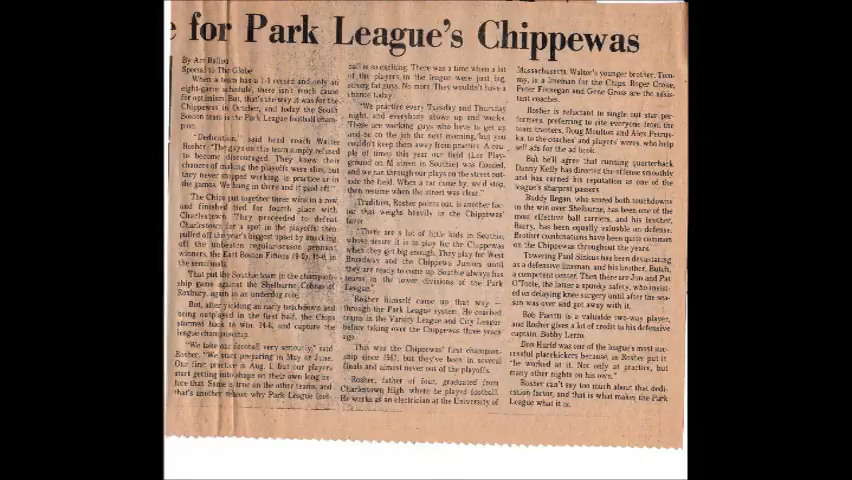 e for Park League's Chippewas
By Art Ballou
Special to The Globe
When a team has a 1-3 record and only an
eight-game schedule, there isn't much cause
for optimism. But, that's the way it was for the
Chippewas in October, and today the South
Boston team is the Park League football cham-
pion.
"Dedication," said head coach Walter
Rosher. "The guys on this team simply refused
to become discouraged. They knew their
chances of making the playoffs were slim, but
they never stopped working, in practice or in
the games. We hung in there and it paid off."
The Chips put together three wins in a row
and finished tied for fourth place with
Charlestown. They proceeded to defeat
Charlestown for a spot in the playoffs, then
pulled off the year's biggest upset by knocking
off the unbeaten regular-season pennant
winners, the East Boston in
the semifinals.
That put the Southie team in the champion-
ship game against the Shelburne Cobras of
Roxbury, again in an underdog role.
But, after yielding an early touchdown and
being outplayed in the first half, the Chips
stormed back to win, 14-8, and capture the
league championship.
"We take our football very seriously," said
Rosher. "We start preparing in May or June.
Our first practice is Aug. 1. But our players
start getting into shape on their own long be-
fore that. Same is true on the other teams, and
that's another reason why Park League foot-
ball is so exciting. There was a time when a lot
of the players in the league were just big,
strong fat guys. No more. They wouldn't have a
chance today.
"We practice every Tuesday and Thursday
night, and everybody shows up and works.
These are working guys who have to get up
and be on the job the next morning, but you
couldn't keep them away from practice. A cou-
ple of times this year our field (Lee Play-
ground on M street in Southie) was flooded,
and we ran through our plays on the street out-
side the field. When a car came by, we'd stop,
then resume when the street was clear."
Tradition, Rosher points out, is another fac-
tor that weighs heavily in the Chippewas'
favor.
"There are a lot of little kids in Southie,
whose desire it is to play for the Chippewas
when they get big enough. They play for West
Broadway and the Chippewa Juniors until
they are ready to come up. Southie always has
teams in the lower divisions of the Park
League."
Rosher himself came up that way —
through the Park League system. He coached
teams in the Varsity League and City League
before taking over the Chippewas three years
ago.
This was the Chippewas' first champion-
ship since 1967, but they've been in several
finals and almost never out of the playoffs.
Rosher, father of four, graduated from
Charlestown High, where he played football.
He works as an electrician at the University of
Massachusetts. Walter's younger brother, Tom-
my, is a lineman for the Chips. Roger Gross,
Peter Finnegan and Gene Gross are the assis-
tant coaches.
Rosher is reluctant to single out star per-
formers, preferring to cite everyone from the
team trainers, Doug Moulton and Alex Petrus-
ka, to the coaches' and players' wives, who help
sell ads for the ad book.
But he'll agree that running quarterback
Danny Kelly has directed the offense smoothly
and has earned his reputation as one of the
league's sharpest passers.
Buddy Regan, who scored both touchdowns
in the win over Shelburne, has been one of the
most effective ball carriers, and his brother,
Barry, has been equally valuable on defense.
Brother combinations have been quite common
on the Chippewas throughout the years.
Towering Paul Sinkus has been devastating
as a defensive lineman, and his brother, Butch,
a competent center. Then there are Jon and Pat
O'Toole, the latter a spunky safety, who insist-
ed on delaying knee surgery until after the sea-
son was over and got away with it.
Bob is a valuable two-way player,
and Rosher gives a lot of credit to his defensive
captain, Bobby
Dro Hurld was one of the league's most suc-
cessful placekickers because, as Rosher put it,
"he worked at it. Not only at practice, but
many other nights on his own."
Rosher can't say too much about that dedi-
cation factor, and that is what makes the Park
League what it is.